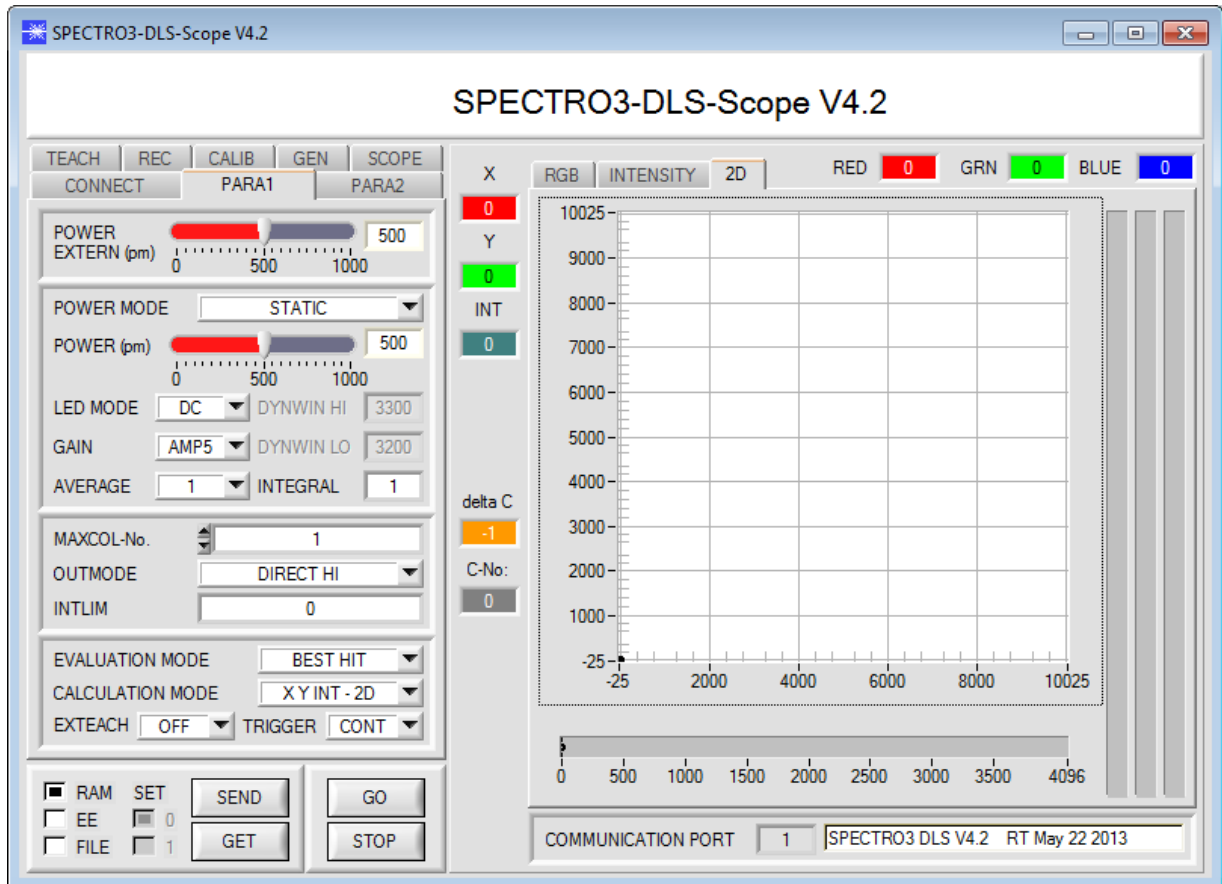 SPECTRO3-DLS-Scope V4.2
SPECTRO3-DLS-Scope V4.2
TEACH REC CALIB GEN SCOPE
CONNECT PARA1 PARA2
POWER
EXTERN (pm) 500
0 500 1000
POWER MODE STATIC
POWER (pm) 500
0 500 1000
LED MODE DC DYNWIN HI 3300
GAIN AMP5 DYNWIN LO 3200
AVERAGE 1 INTEGRAL 1
MAXCOL-No. 1
OUTMODE DIRECT HI
INTLIM 0
EVALUATION MODE BEST HIT
CALCULATION MODE X Y INT - 2D
EXTEACH OFF TRIGGER CONT
RAM SET SEND GO
EE 0
FILE 1 GET STOP
X
0
Y
0
INT
0
delta C
-1
C-No:
0
RGB INTENSITY 2D RED 0 GRN 0 BLUE 0
10025
9000
8000
7000
6000
5000
4000
3000
2000
1000
-25
-25 2000 4000 6000 8000 10025
0 500 1000 1500 2000 2500 3000 3500 4096
COMMUNICATION PORT 1 SPECTRO3 DLS V4.2 RT May 22 2013